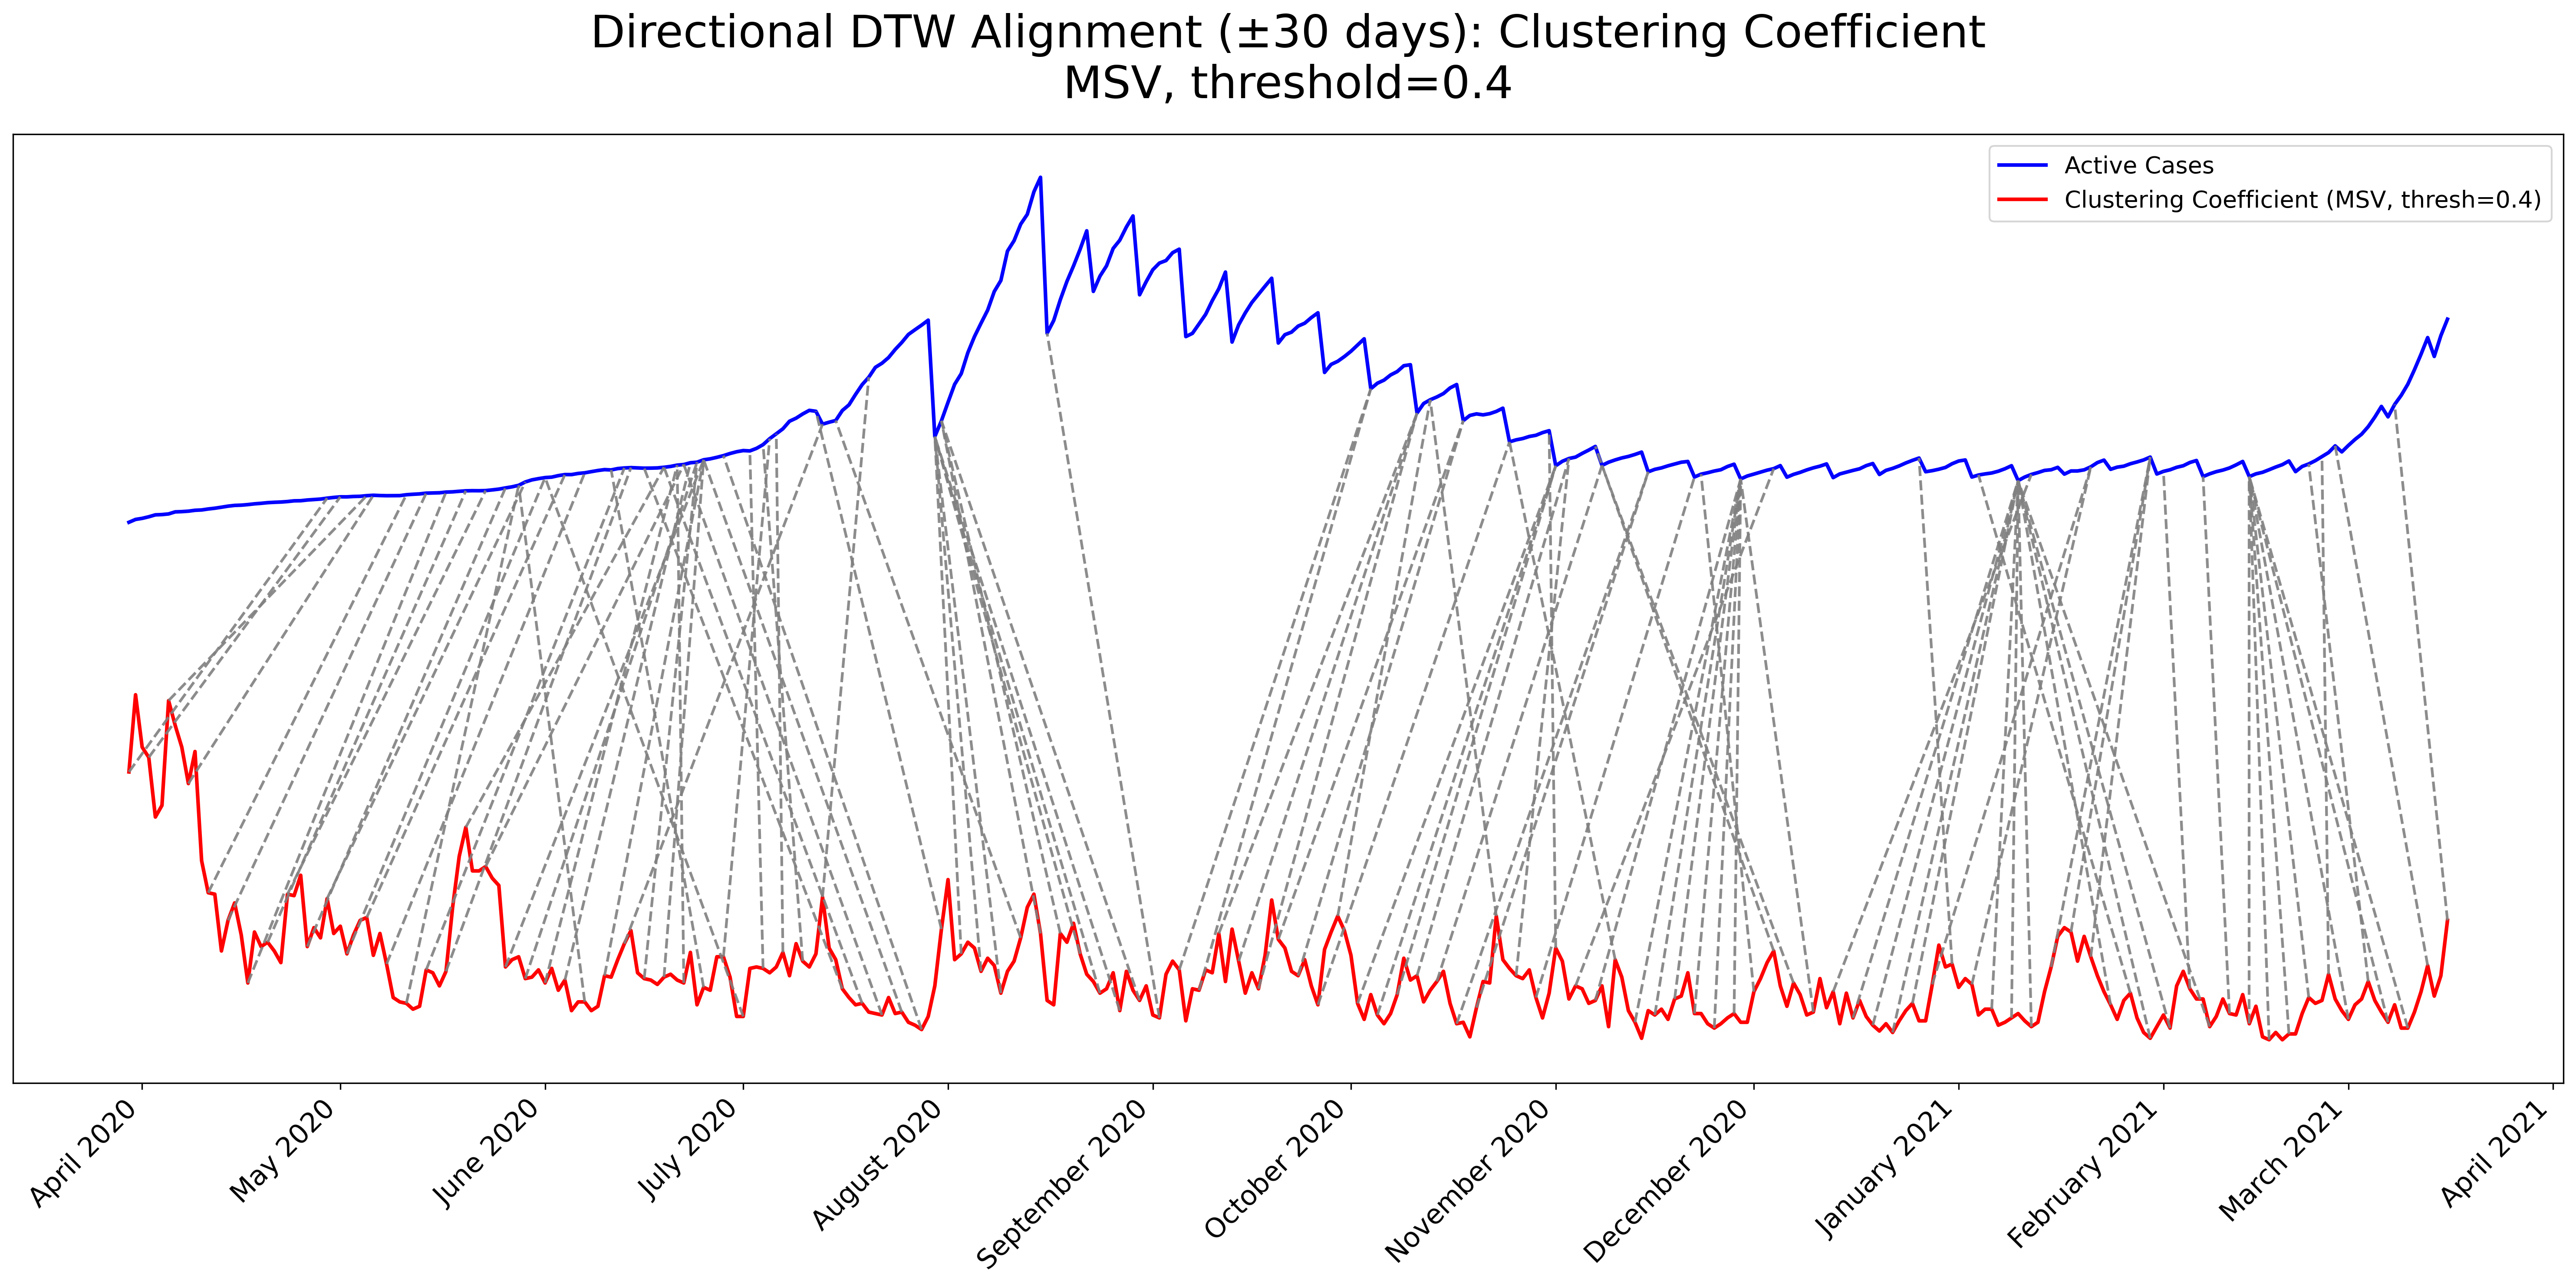 Directional DTW Alignment (±30 days): Clustering Coefficient
MSV, threshold=0.4
Active Cases
Clustering Coefficient (MSV, thresh=0.4)
April 2020
May 2020
June 2020
July 2020
August 2020
September 2020
October 2020
November 2020
December 2020
January 2021
February 2021
March 2021
April 2021